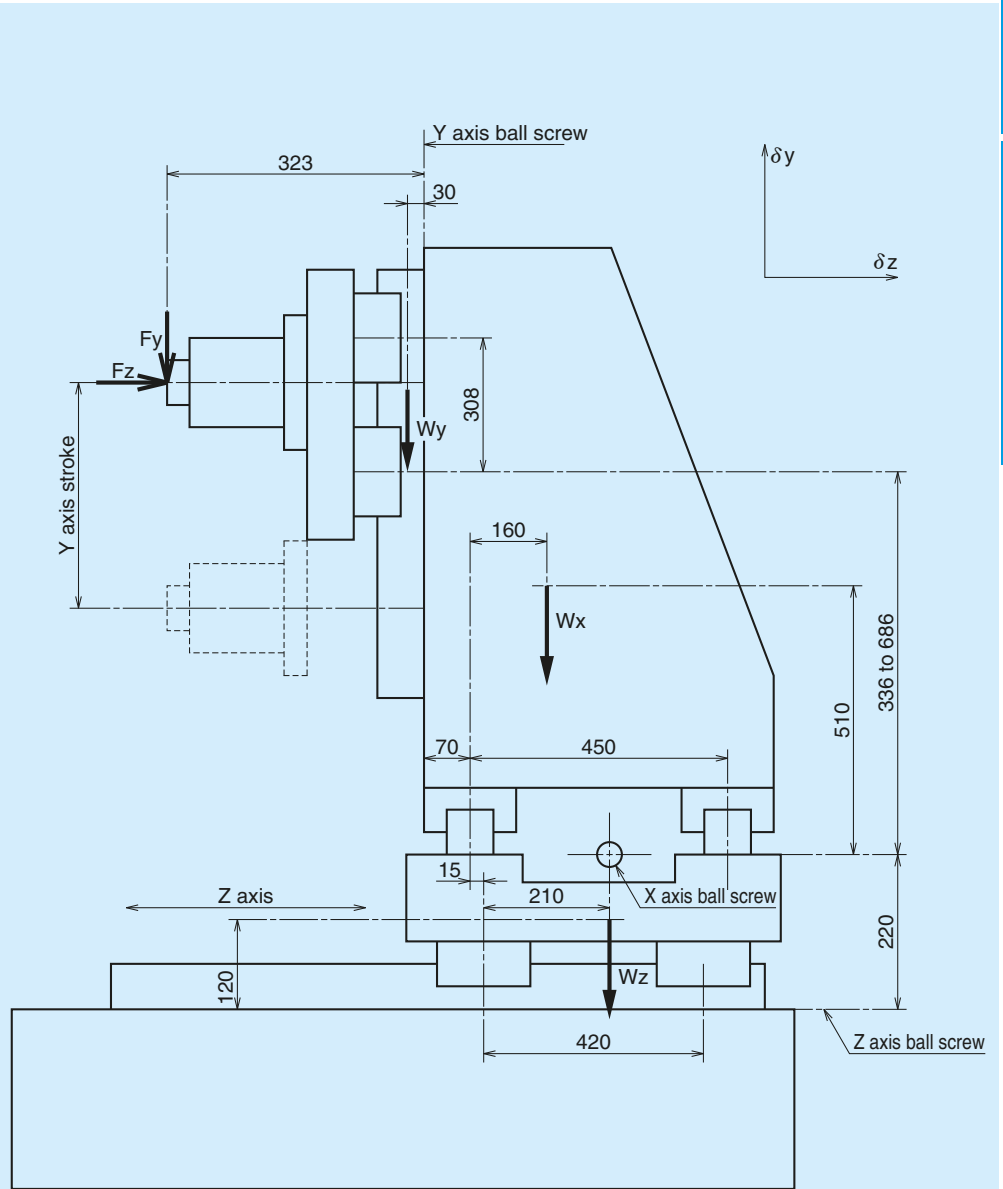 Y axis ball screw
323
30
δy
δz
Fy
Fz
308
Wy
Y axis stroke
160
Wx
336 to 686
510
70
450
15
X axis ball screw
Z axis
210
220
120
Wz
420
Z axis ball screw